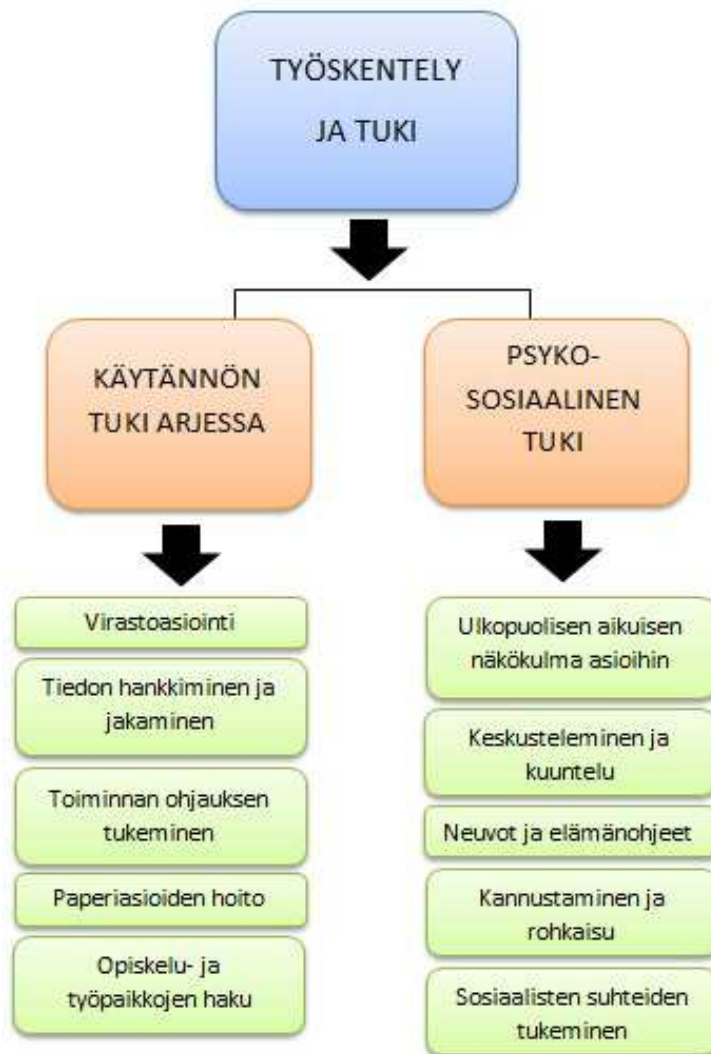 TYÖSKENTELY
JA TUKI
KÄYTÄNNÖN
TUKI ARJESSA
Virastoasiointi
Tiedon hankkiminen ja
jakaminen
Toiminnan ohjauksen
tukeminen
Paperiasioiden hoito
Opiskelu- ja
työpaikkojen haku
PSYKO-
SOSIAALINEN
TUKI
Ulkopuolisen aikuisen
näkökulma asioihin
Keskusteleminen ja
kuuntelu
Neuvot ja elämänohjeet
Kannustaminen ja
rohkaisu
Sosiaalisten suhteiden
tukeminen